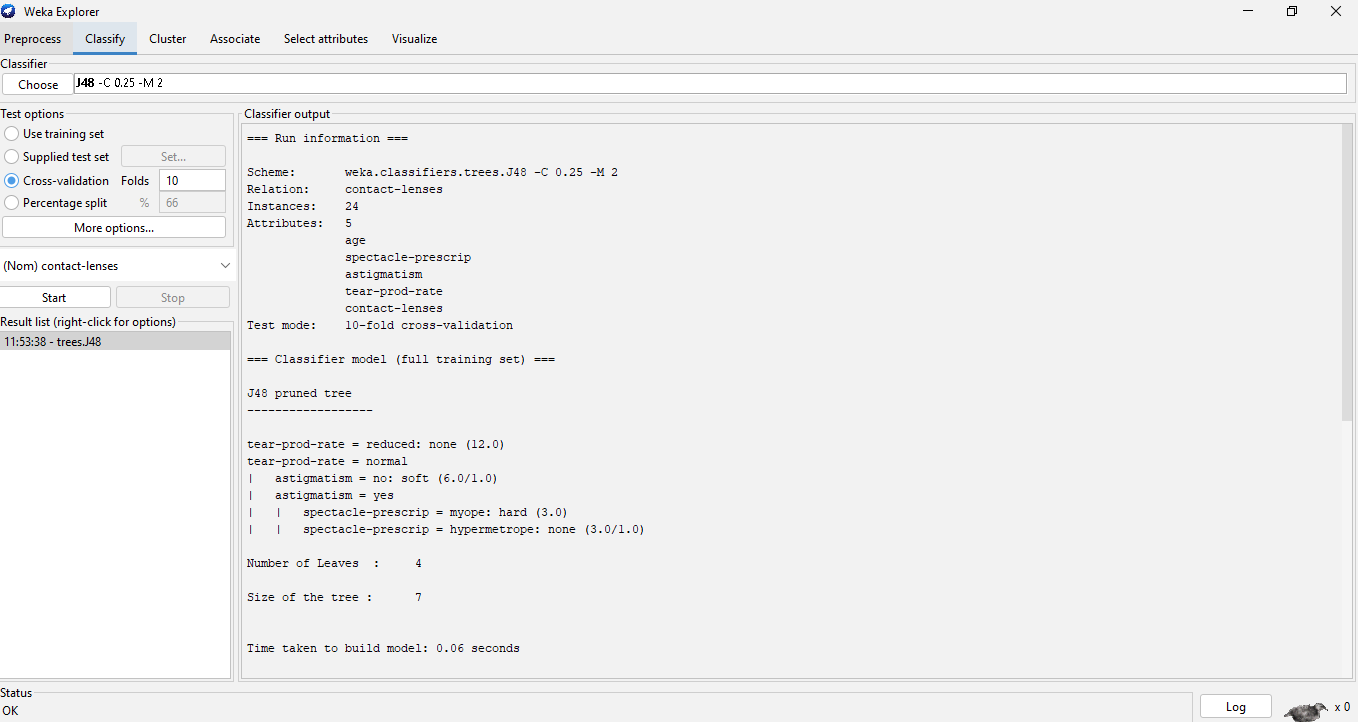 Weka Explorer
Preprocess Classify Cluster Associate Select attributes Visualize
Classifier
Choose J48 -C 0.25 -M 2
Test options
Use training set
Supplied test set Set...
Cross-validation Folds 10
Percentage split % 66
More options...
(Nom) contact-lenses
Start Stop
Result list (right-click for options)
11:53:38 - trees.J48
Classifier output
=== Run information ===
Scheme: weka.classifiers.trees.J48 -C 0.25 -M 2
Relation: contact-lenses
Instances: 24
Attributes: 5
age
spectacle-prescrip
astigmatism
tear-prod-rate
contact-lenses
Test mode: 10-fold cross-validation
=== Classifier model (full training set) ===
J48 pruned tree
------------------
tear-prod-rate = reduced: none (12.0)
tear-prod-rate = normal
| astigmatism = no: soft (6.0/1.0)
| astigmatism = yes
| | spectacle-prescrip = myope: hard (3.0)
| | spectacle-prescrip = hypermetrope: none (3.0/1.0)
Number of Leaves : 4
Size of the tree : 7
Time taken to build model: 0.06 seconds
Status
OK
Log x 0